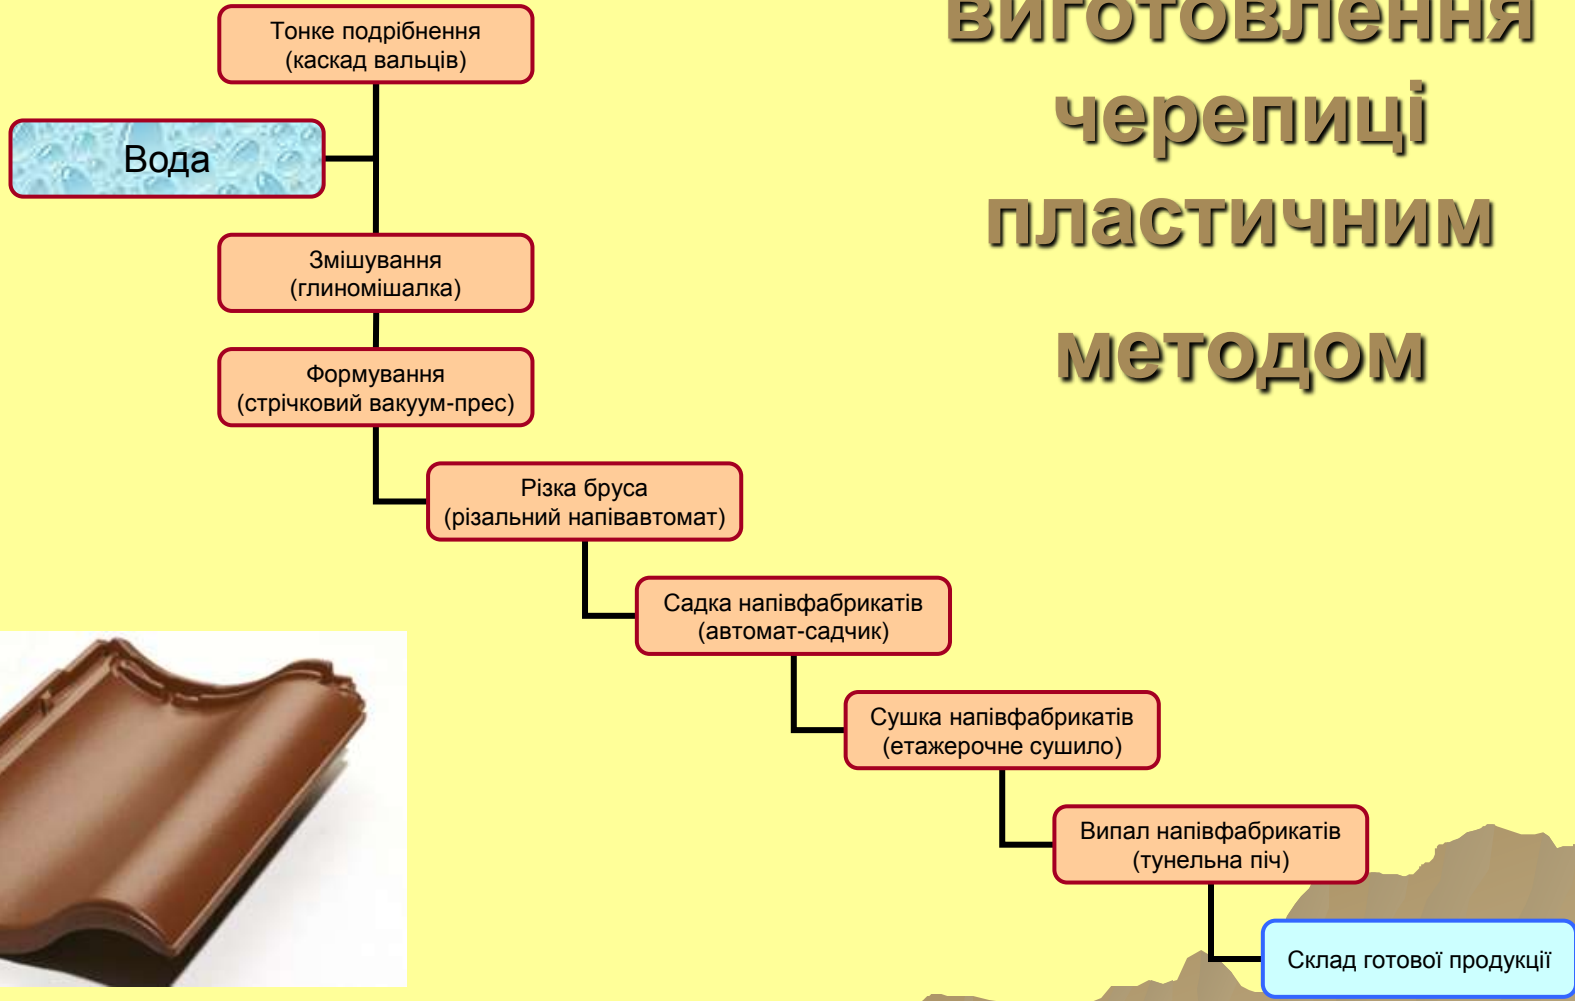 виготовлення
черепиці
пластичним
методом
Тонке подрібнення
(каскад вальців)
Вода
Змішування
(глиномішалка)
Формування
(стрічковий вакуум-прес)
Різка бруса
(різальний напівавтомат)
Садка напівфабрикатів
(автомат-садчик)
Сушка напівфабрикатів
(етажерочне сушило)
Випал напівфабрикатів
(тунельна піч)
Склад готової продукції